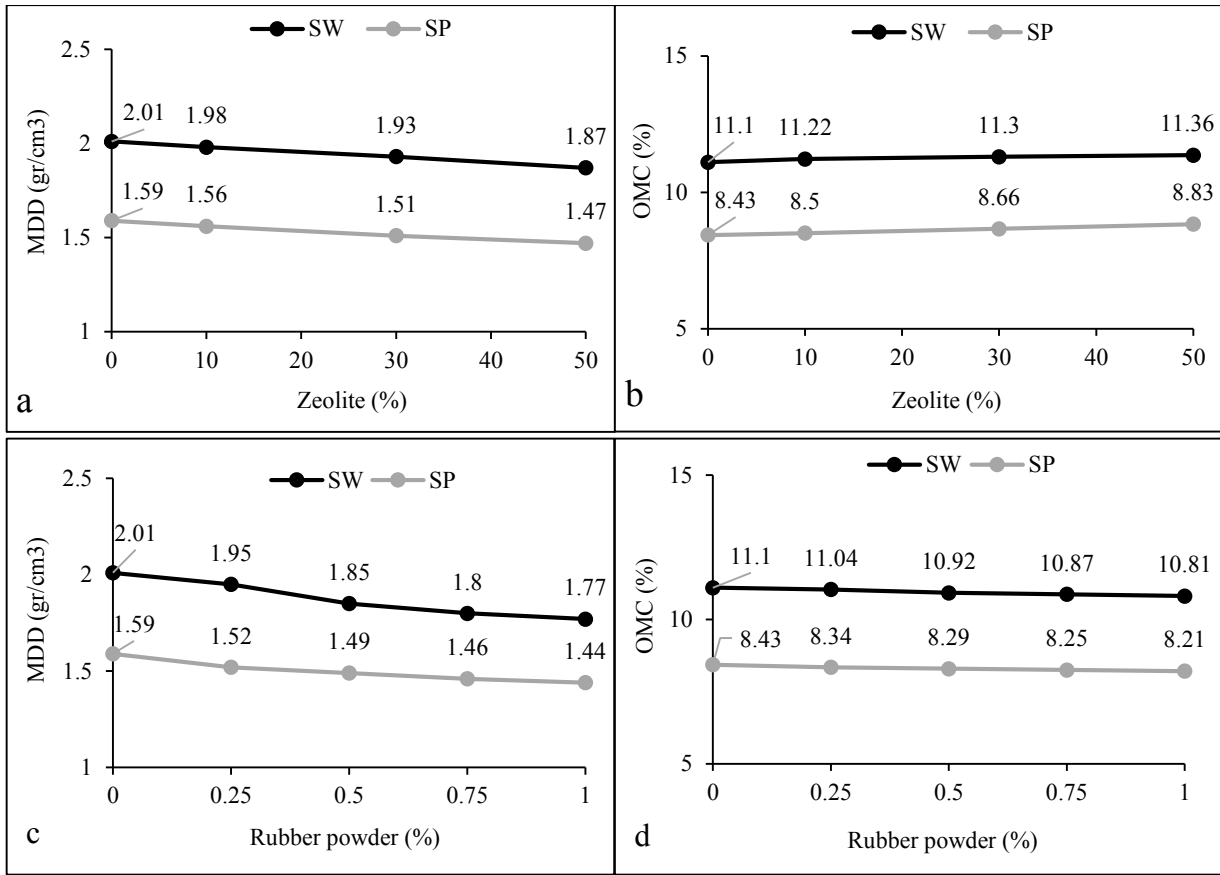 SW SP
2.5
2
1.5
1
MDD (gr/cm3)
2.01 1.98 1.93 1.87
1.59 1.56 1.51 1.47
0 10 20 30 40 50
Zeolite (%)
a
SW SP
15
10
5
OMC (%)
11.1 11.22 11.3 11.36
8.43 8.5 8.66 8.83
0 10 20 30 40 50
Zeolite (%)
b
SW SP
2.5
2
1.5
1
MDD (gr/cm3)
2.01 1.95 1.85 1.8 1.77
1.59 1.52 1.49 1.46 1.44
0 0.25 0.5 0.75 1
Rubber powder (%)
c
SW SP
15
10
5
OMC (%)
11.1 11.04 10.92 10.87 10.81
8.43 8.34 8.29 8.25 8.21
0 0.25 0.5 0.75 1
Rubber powder (%)
d